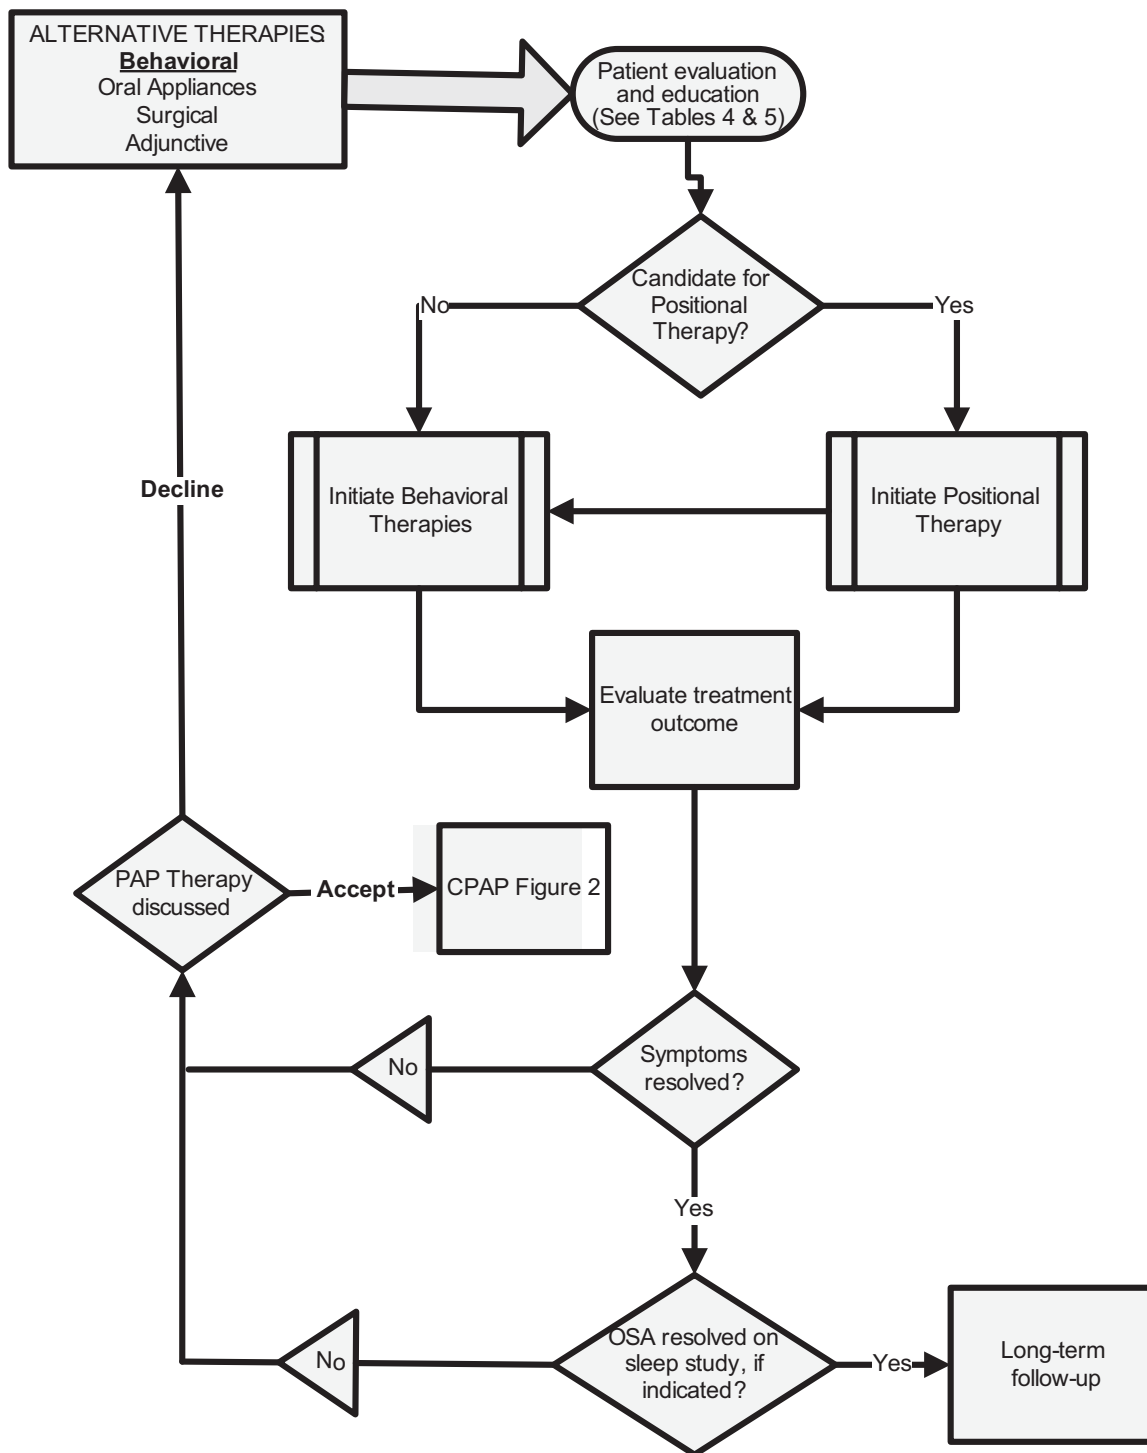 ALTERNATIVE THERAPIES:
Behavioral
Oral Appliances
Surgical
Adjunctive
Patient evaluation
and education
(See Tables 4 & 5)
Candidate for
Positional
Therapy?
No
Yes
Initiate Behavioral
Therapies
Initiate Positional
Therapy
Decline
Evaluate treatment
outcome
PAP Therapy
discussed
Accept
CPAP Figure 2
Symptoms
resolved?
No
Yes
OSA resolved on
sleep study, if
indicated?
No
Yes
Long-term
follow-up